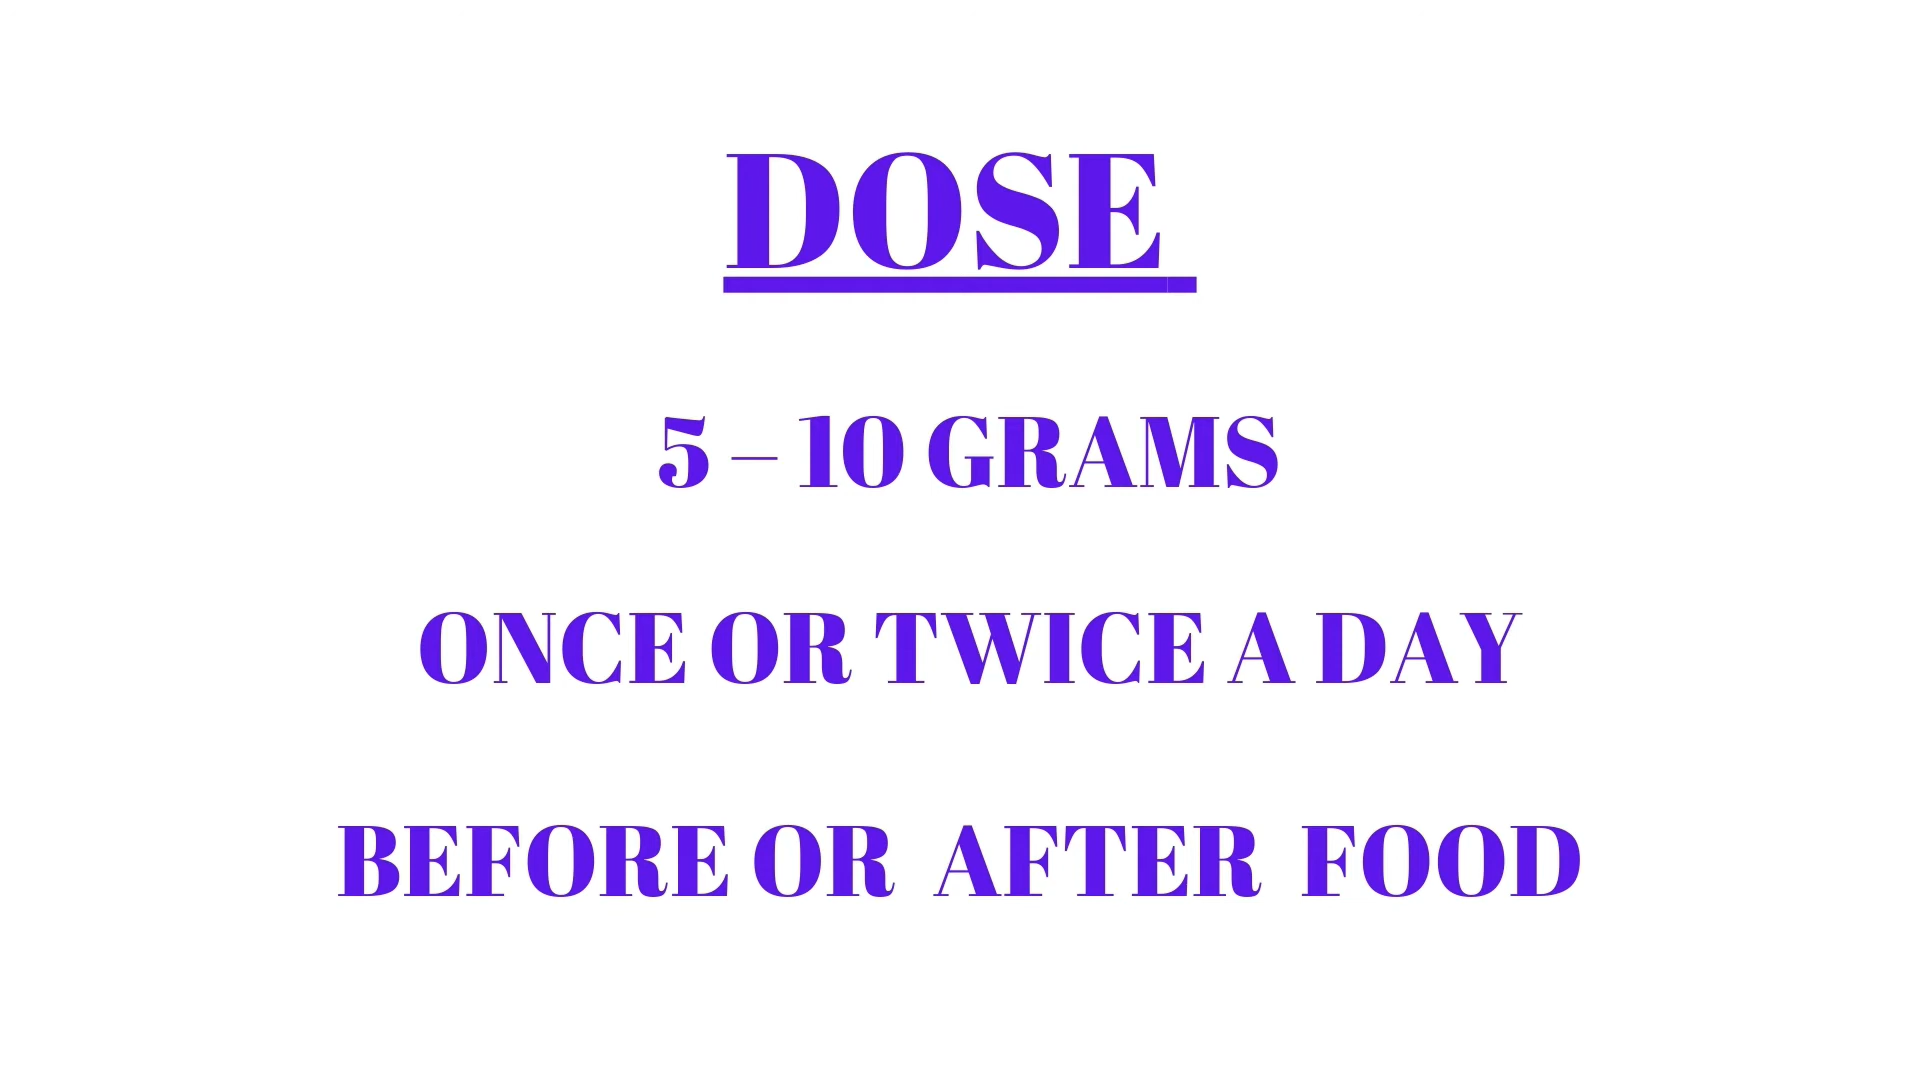 DOSE
5 – 10 GRAMS
ONCE OR TWICE A DAY
BEFORE OR AFTER FOOD